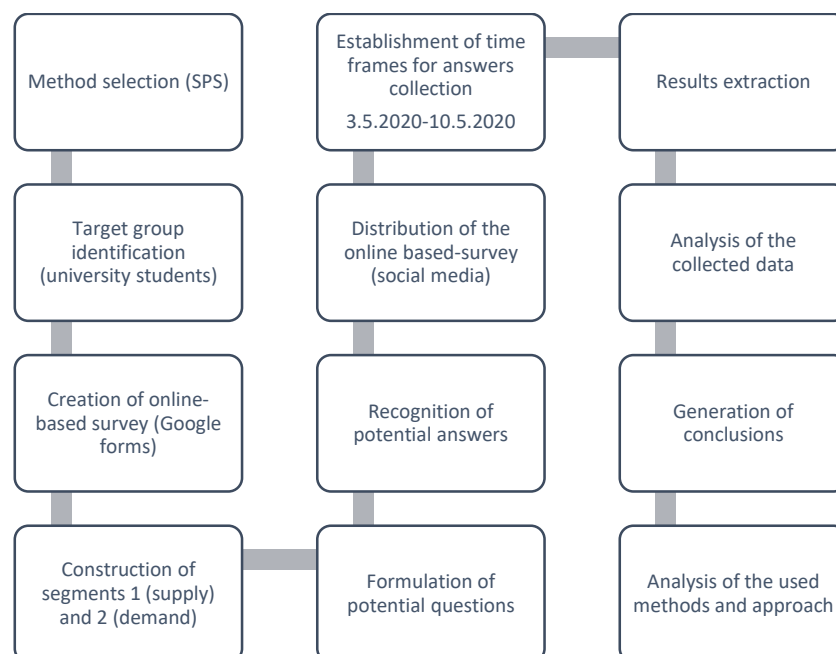 Method selection (SPS)
Target group
identification
(university students)
Creation of online-
based survey (Google
forms)
Construction of
segments 1 (supply)
and 2 (demand)
Formulation of
potential questions
Recognition of
potential answers
Distribution of the
online based-survey
(social media)
Establishment of time
frames for answers
collection
3.5.2020-10.5.2020
Results extraction
Analysis of the
collected data
Generation of
conclusions
Analysis of the used
methods and approach